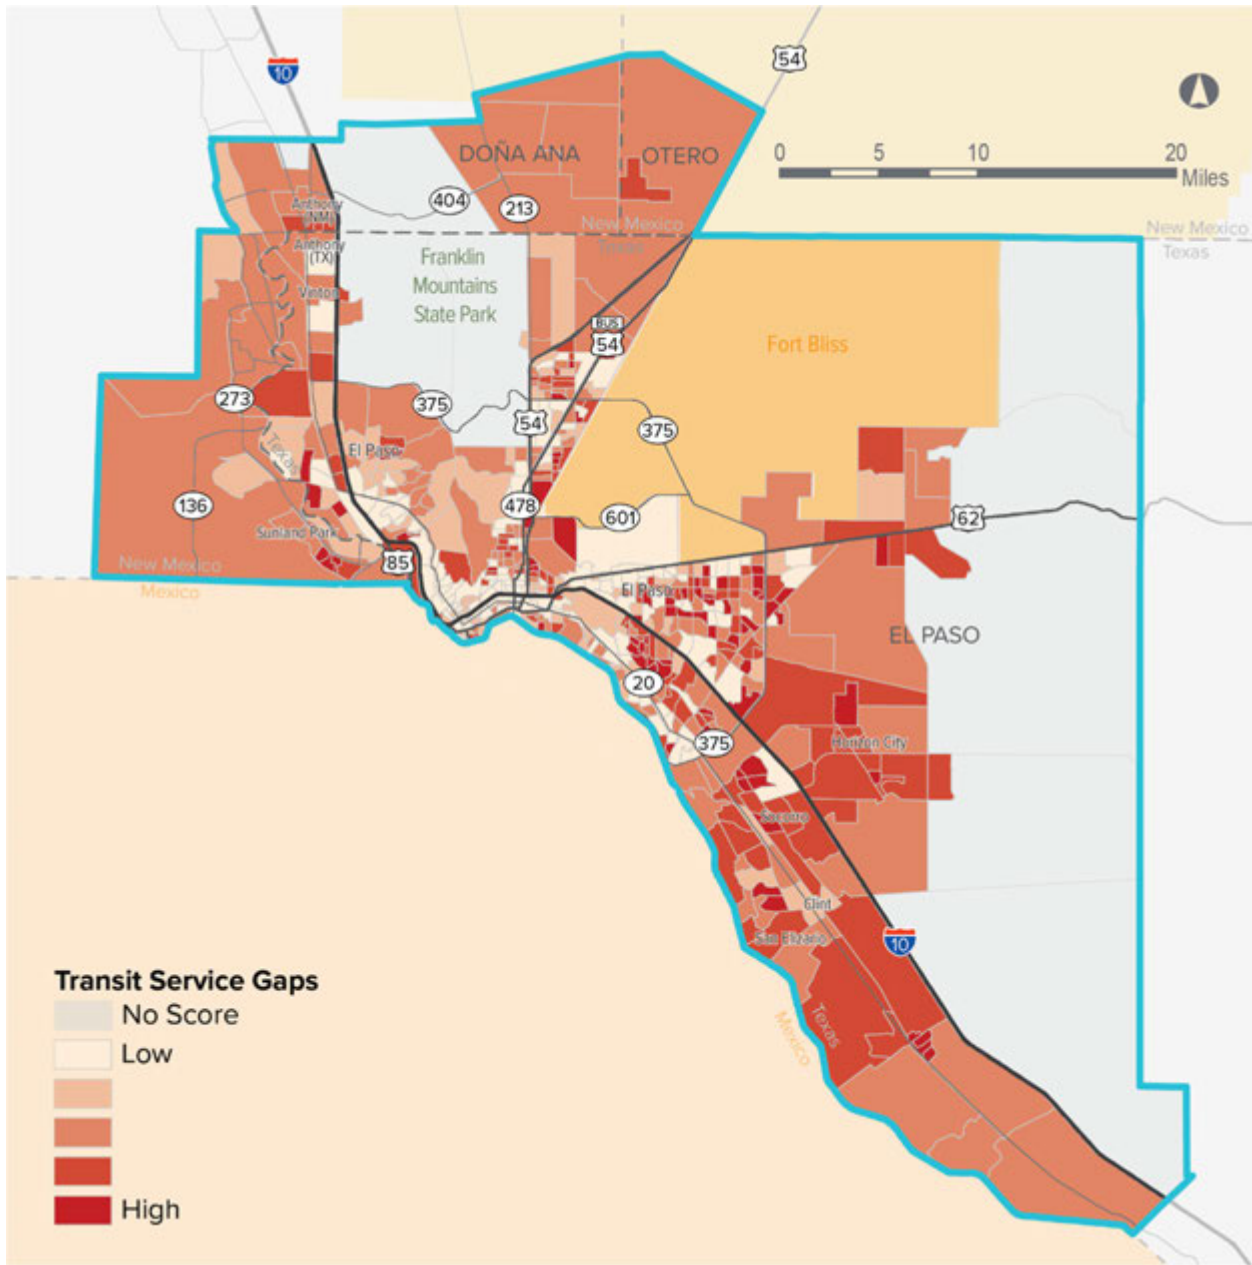 54
10
0 5 10 20
Miles
DOÑA ANA
OTERO
404
213
Anthony
(NM)
New Mexico
Texas
New Mexico
Texas
Anthony
(TX)
Franklin
Mountains
State Park
Vinton
BUS
54
Fort Bliss
273
375
54
375
Texas
El Paso
136
478
601
62
Sunland Park
New Mexico
Mexico
85
El Paso
EL PASO
20
375
Horizon City
Socorro
Clint
San Elizario
10
Texas
Mexico
Transit Service Gaps
No Score
Low
High